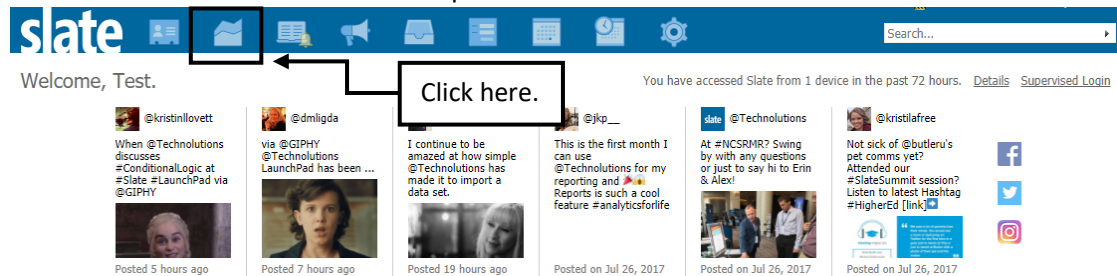 slate
Search...
Welcome, Test.
Click here.
You have accessed Slate from 1 device in the past 72 hours. Details Supervised Login
@kristinllovett
When @Technolutions
discusses
#ConditionalLogic at
#Slate #LaunchPad via
@GIPHY
Posted 5 hours ago
@dmligda
via @GIPHY
@Technolutions
LaunchPad has been ...
Posted 7 hours ago
I continue to be
amazed at how simple
@Technolutions has
made it to import a
data set.
Posted 19 hours ago
@jkp__
This is the first month I
can use
@Technolutions for my
reporting and 🎉😱
Reports is such a cool
feature #analyticsforlife
Posted on Jul 26, 2017
slate @Technolutions
At #NCSRMR? Swing
by with any questions
or just to say hi to Erin
& Alex!
Posted on Jul 26, 2017
@kristilafree
Not sick of @butleru's
pet comms yet?
Attended our
#SlateSummit session?
Listen to latest Hashtag
#HigherEd [link]➡
Posted on Jul 26, 2017